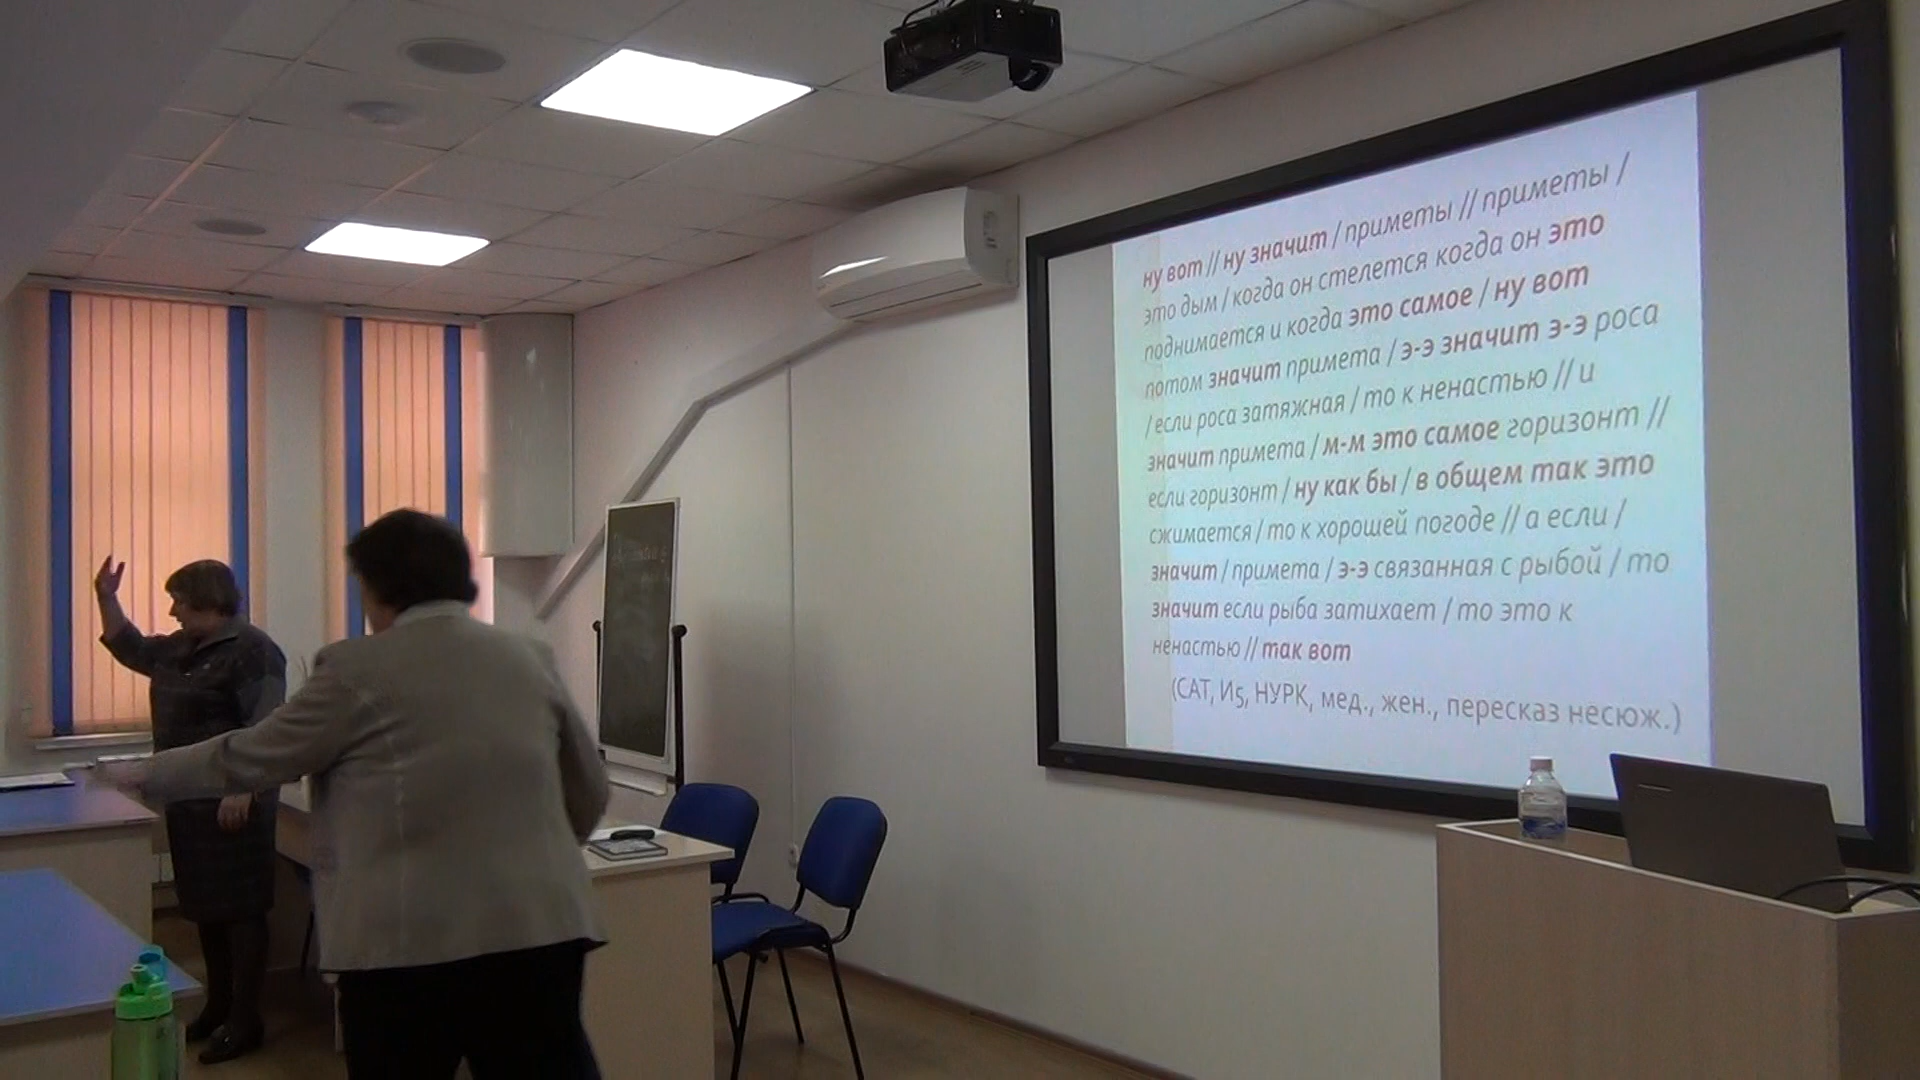 ну вот // ну значит / приметы // приметы /
это дым / когда он стелется когда он это
поднимается и когда это самое / ну вот
потом значит примета / э-э значит э-э роса
/ если роса затяжная / то к ненастью // и
значит примета / м-м это самое горизонт //
если горизонт / ну как бы / в общем так это
сжимается / то к хорошей погоде // а если /
значит / примета / э-э связанная с рыбой / то
значит если рыба затихает / то это к
ненастью // так вот
(САТ, И5, НУРК, мед., жен., пересказ несюж.)